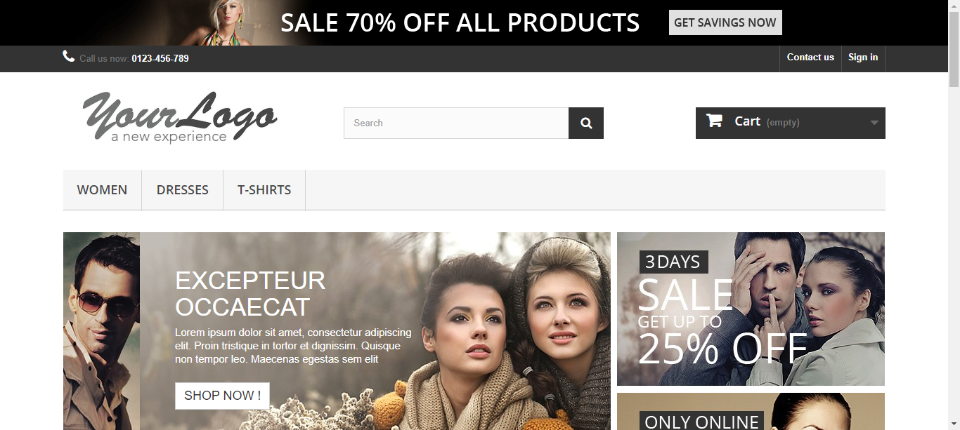 SALE 70% OFF ALL PRODUCTS
GET SAVINGS NOW
Call us now: 0123-456-789
Contact us
Sign in
YourLogo
a new experience
Search
Cart (empty)
WOMEN
DRESSES
T-SHIRTS
EXCEPTEUR
OCCAECAT
Lorem ipsum dolor sit amet, consectetur adipiscing
elit. Proin tristique in tortor et dignissim. Quisque
non tempor leo. Maecenas egestas sem elit
SHOP NOW !
3 DAYS
SALE
GET UP TO
25% OFF
ONLY ONLINE